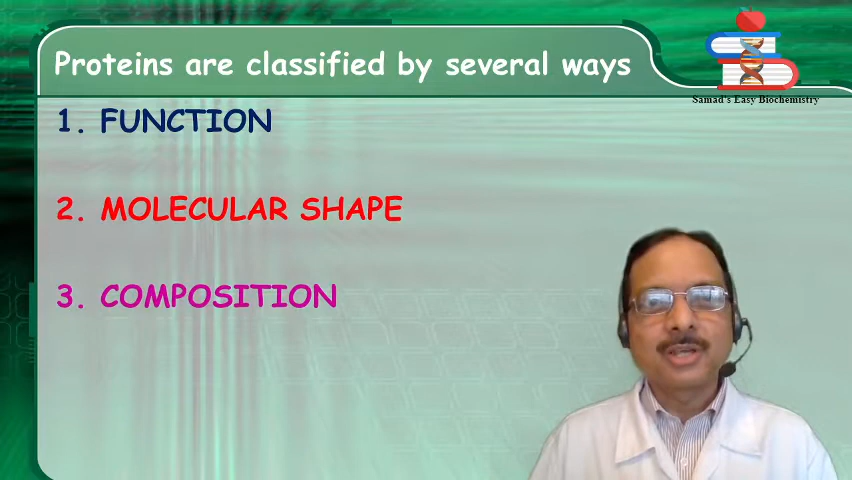 Proteins are classified by several ways
Samad's Easy Biochemistry
1. FUNCTION
2. MOLECULAR SHAPE
3. COMPOSITION